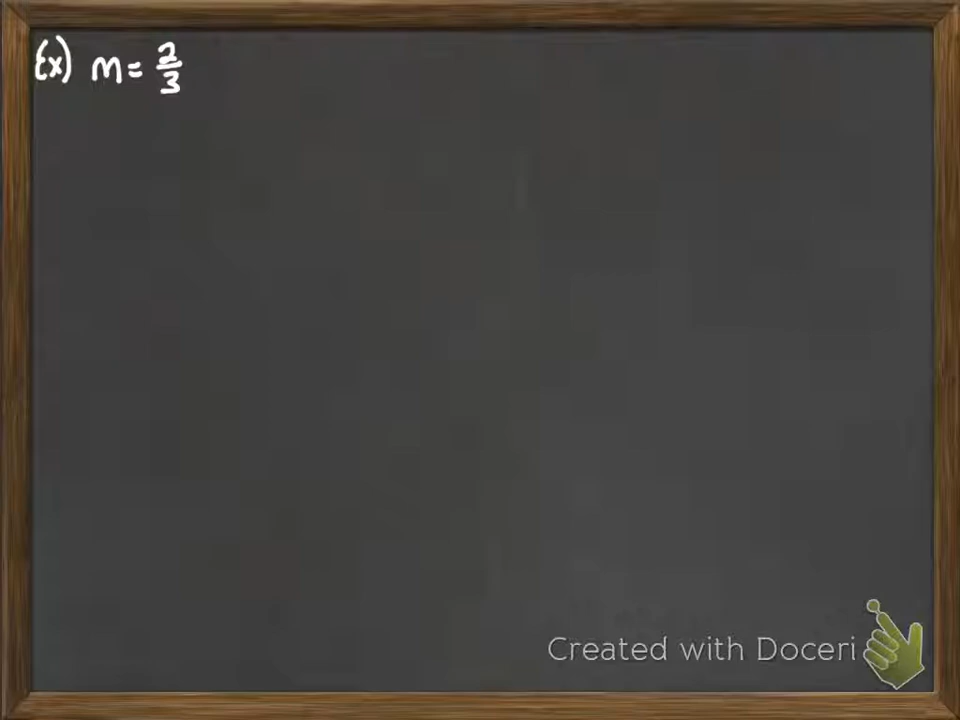 Ex) m = 2/3
Created with Doceri